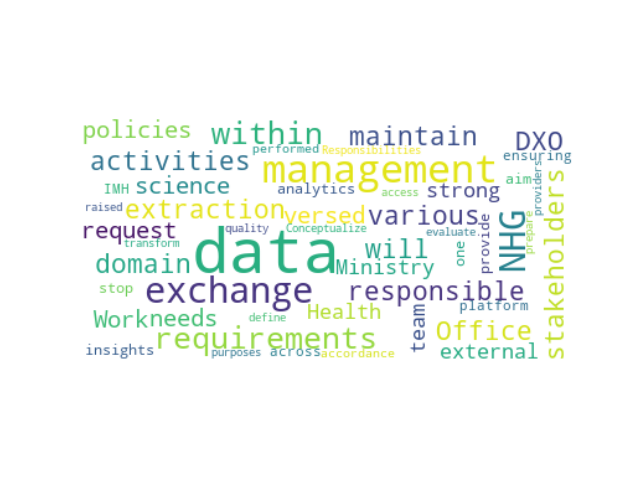 policies within maintain DXO
performed Responsibilities ensuring
activities management
IMH science analytics access strong aim providers
raised extraction versed various
request quality Conceptualize evaluate one provide NHG prepare stakeholders
transform data will
domain Ministry
stop exchange responsible
Work needs define Health team platform
requirements Office
insights purposes across accordance external